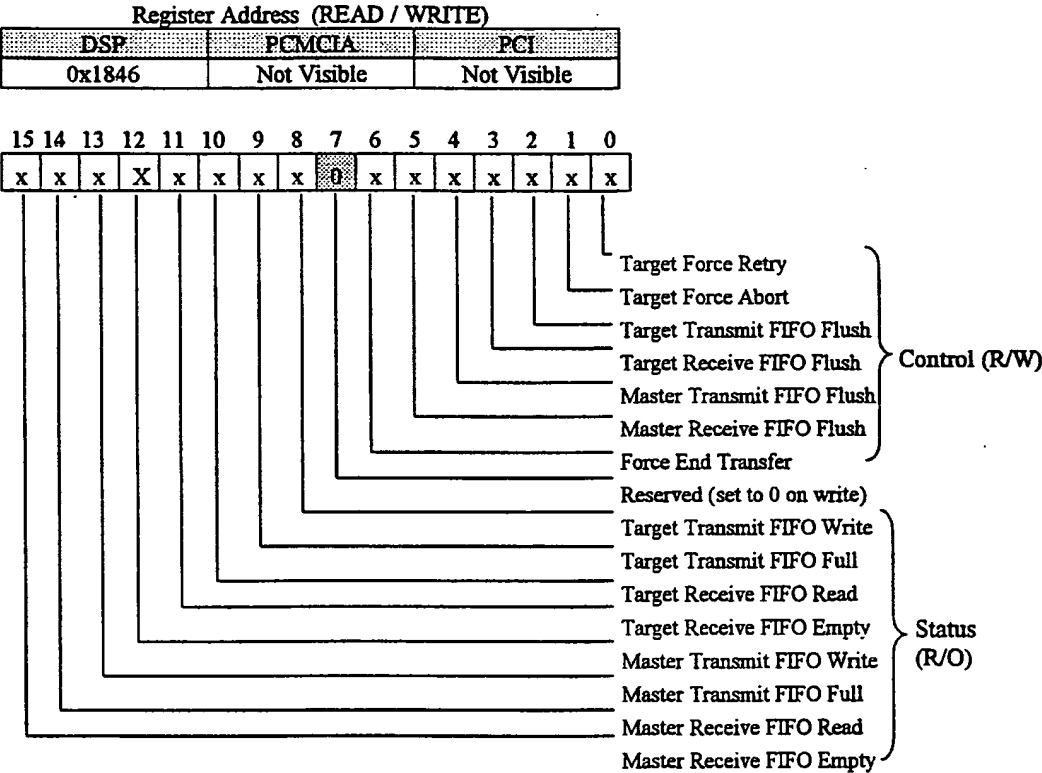 Register Address (READ / WRITE)
DSP PCMCIA PCI
0x1846 Not Visible Not Visible
15 14 13 12 11 10 9 8 7 6 5 4 3 2 1 0
x x x X x x x x 0 x x x x x x x
Target Force Retry
Target Force Abort
Target Transmit FIFO Flush
Target Receive FIFO Flush
Control (R/W)
Master Transmit FIFO Flush
Master Receive FIFO Flush
Force End Transfer
Reserved (set to 0 on write)
Target Transmit FIFO Write
Target Transmit FIFO Full
Target Receive FIFO Read
Target Receive FIFO Empty
Status
(R/O)
Master Transmit FIFO Write
Master Transmit FIFO Full
Master Receive FIFO Read
Master Receive FIFO Empty